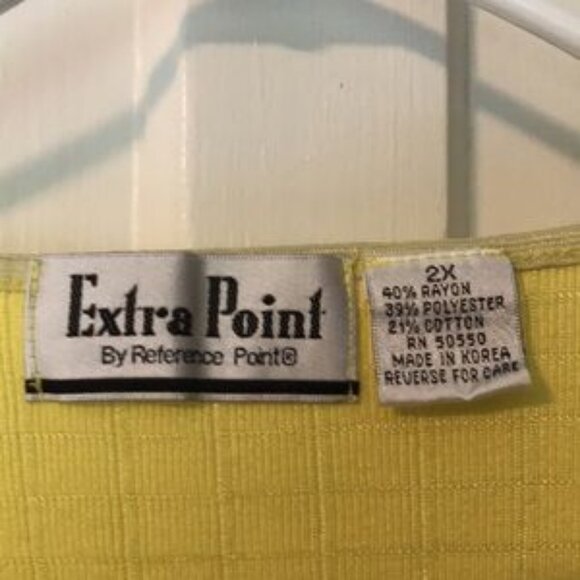 Extra Point
By Reference Point®
2X
40% RAYON
39% POLYESTER
21% COTTON
RN 50550
MADE IN KOREA
REVERSE FOR CARE